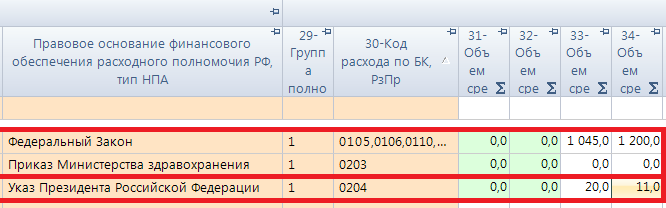 Правовое основание финансового
обеспечения расходного полномочия РФ,
тип НПА
29-
Групп
а
полно
30-Код
расхода по БК,
РзПр
31-
Объ
ем
сре Σ
32-
Объ
ем
сре Σ
33-
Объ
ем
сре Σ
34-
Объ
ем
сре Σ
Федеральный Закон 1 0105,0106,0110,... 0,0 0,0 1 045,0 1 200,0
Приказ Министерства здравохранения 1 0203 0,0 0,0 0,0 0,0
Указ Президента Российской Федерации 1 0204 0,0 0,0 20,0 11,0